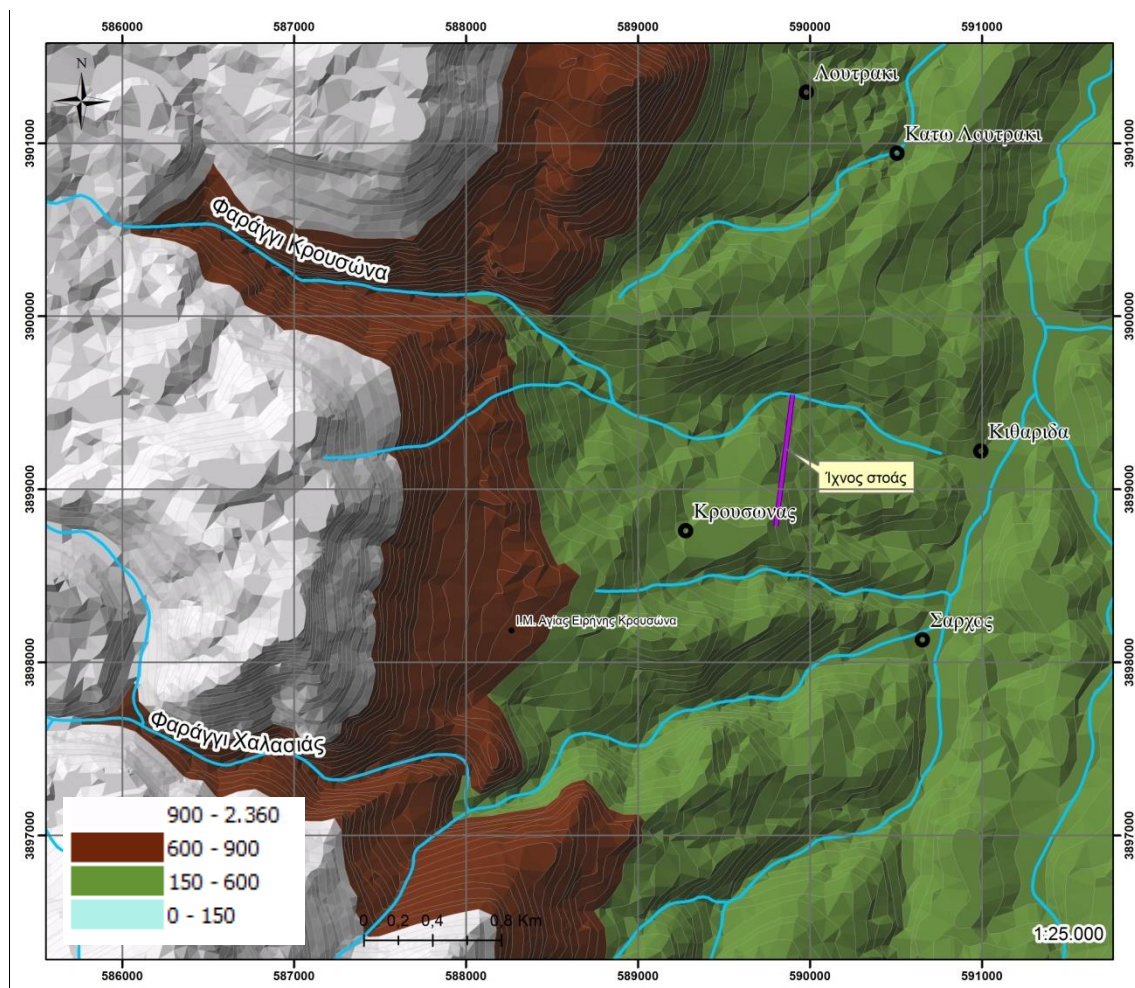 586000 587000 588000 589000 590000 591000
N
Λουτρακι
Κατω Λουτρακι
3901000 3901000
Φαράγγι Κρουσώνα
3900000 3900000
Κιθαριδα
Ίχνος στοάς
3899000 3899000
Κρουσωνας
Ι.Μ. Αγίας Ειρήνης Κρουσώνα
Σαρχος
3898000 3898000
Φαράγγι Χαλασιάς
900 - 2.360
600 - 900
150 - 600
0 - 150
3897000 3897000
0 0,2 0,4 0,8 Km
1:25.000
586000 587000 588000 589000 590000 591000